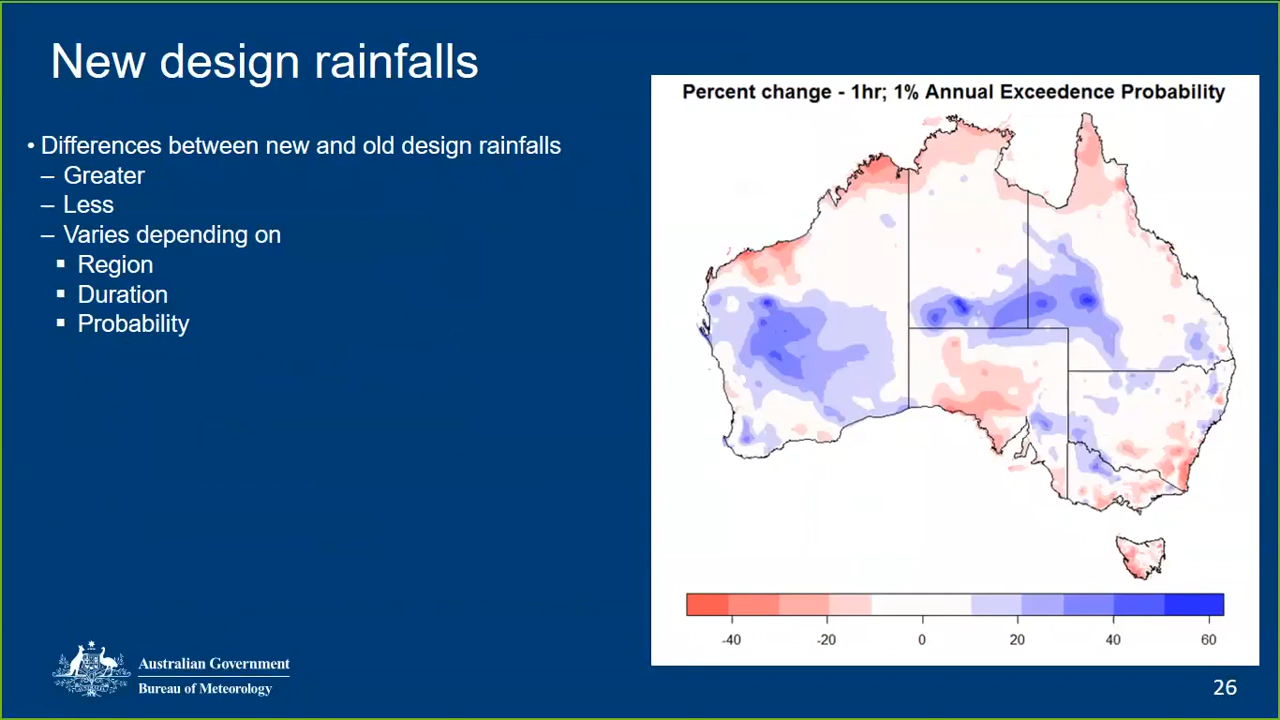 New design rainfalls
• Differences between new and old design rainfalls
– Greater
– Less
– Varies depending on
▪ Region
▪ Duration
▪ Probability
Percent change - 1hr; 1% Annual Exceedence Probability
-40 -20 0 20 40 60
Australian Government
Bureau of Meteorology
26